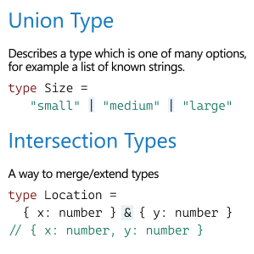 Union Type
Describes a type which is one of many options,
for example a list of known strings.
type Size =
"small" | "medium" | "large"
Intersection Types
A way to merge/extend types
type Location =
{ x: number } & { y: number }
// { x: number, y: number }